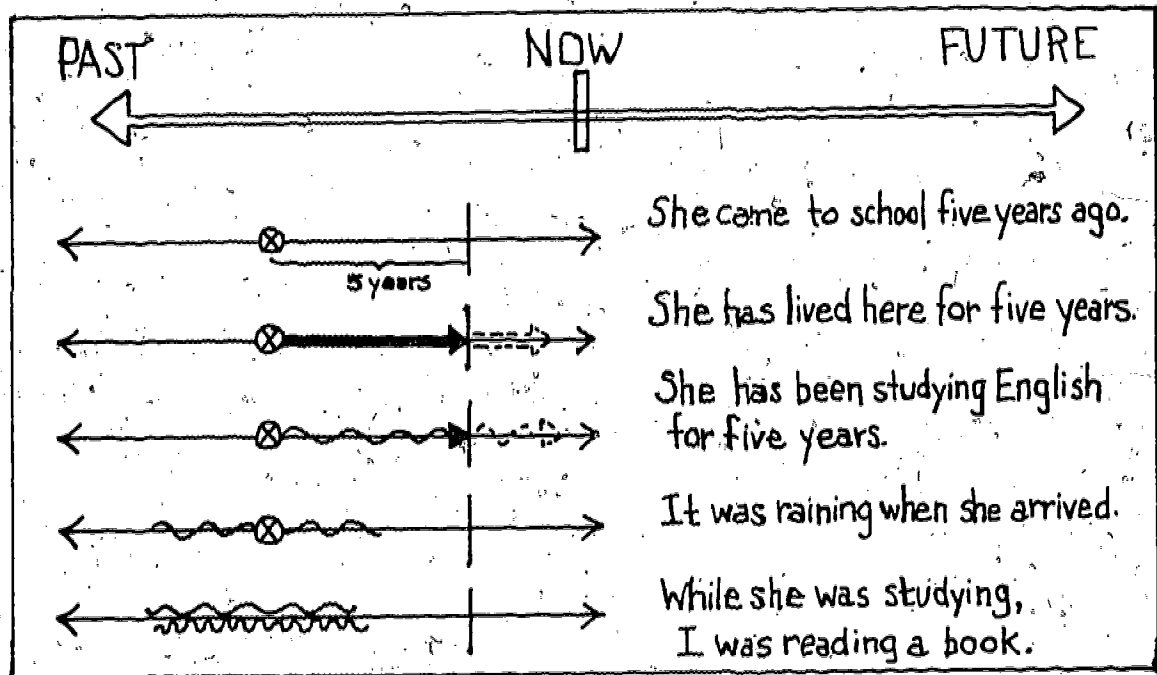 PAST NOW FUTURE
She came to school five years ago.
5 years
She has lived here for five years.
She has been studying English
for five years.
It was raining when she arrived.
While she was studying,
I was reading a book.